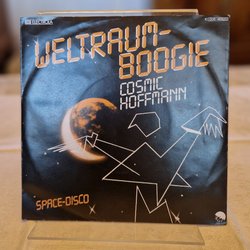 WELTRAUM-
BOOGIE
COSMIC
HOFFMANN
SPACE-DISCO